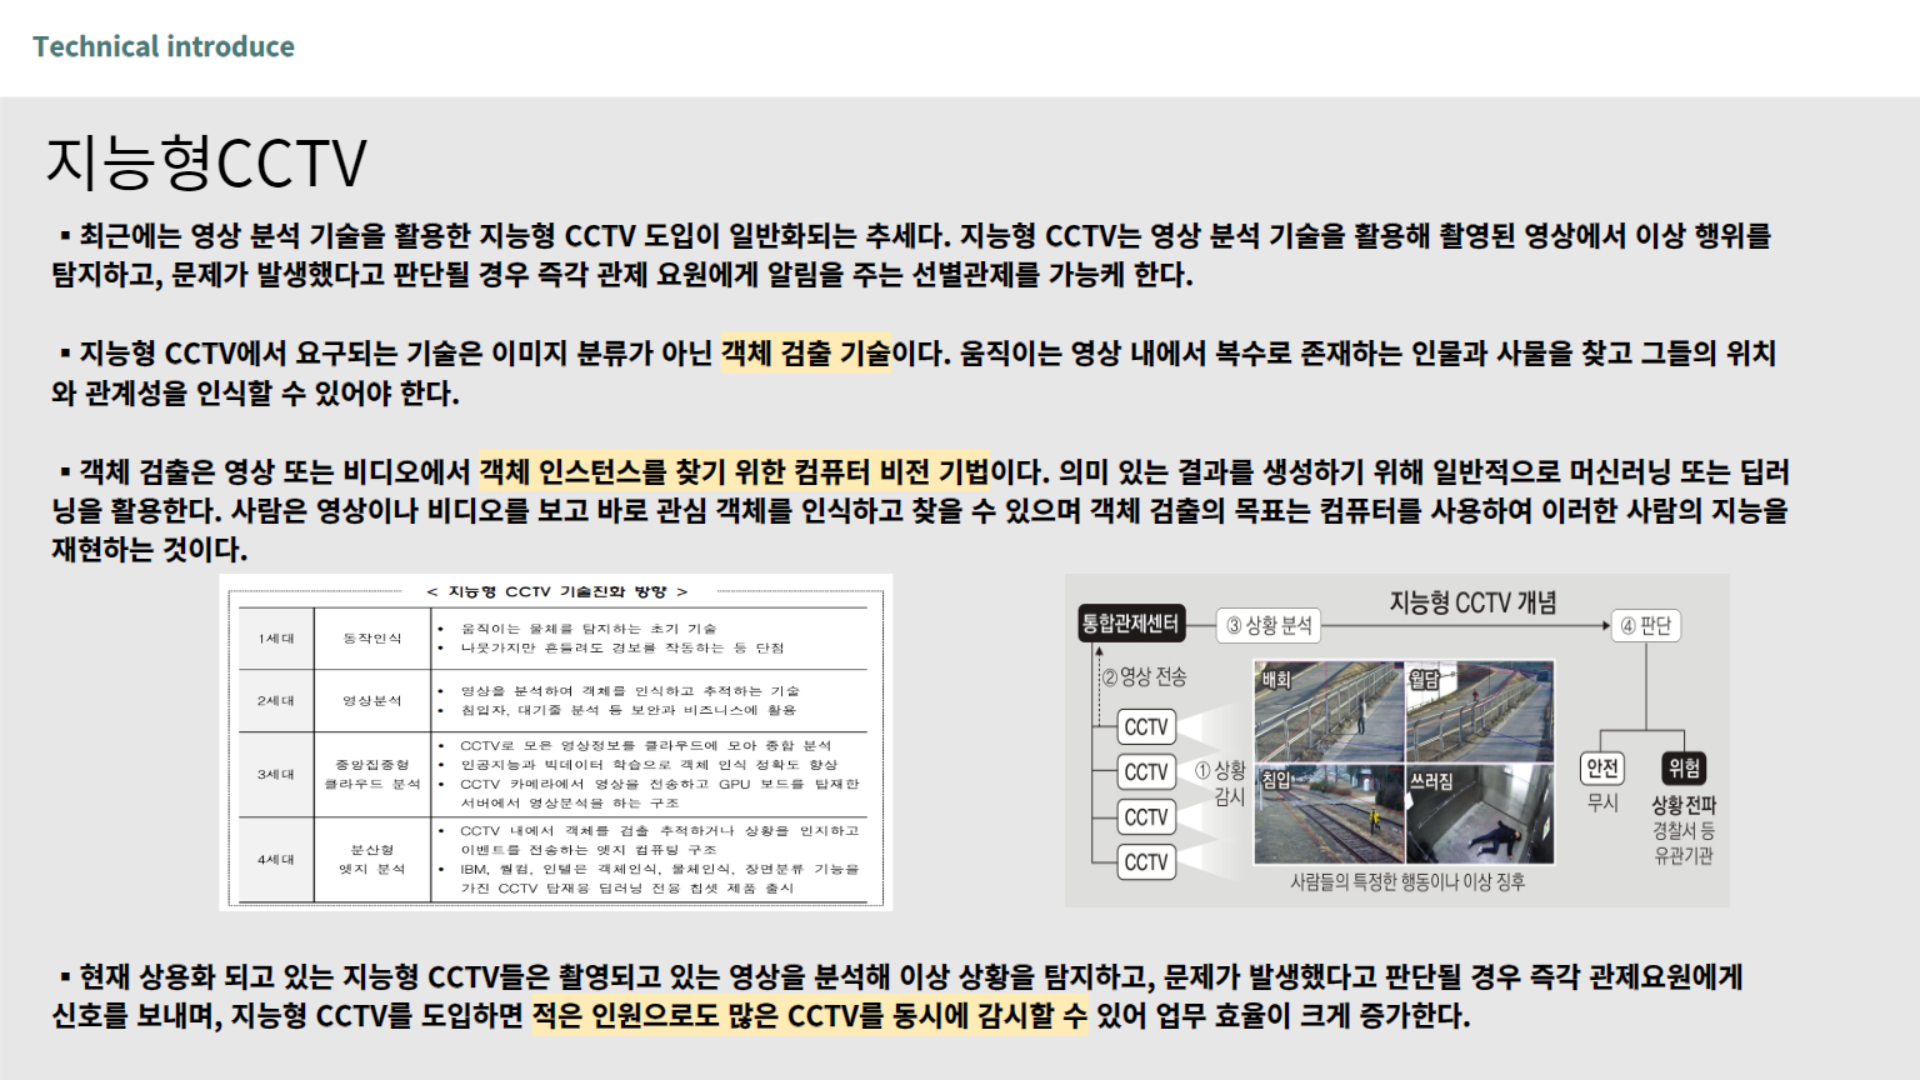 Technical introduce
지능형CCTV
▪ 최근에는 영상 분석 기술을 활용한 지능형 CCTV 도입이 일반화되는 추세다. 지능형 CCTV는 영상 분석 기술을 활용해 촬영된 영상에서 이상 행위를
탐지하고, 문제가 발생했다고 판단될 경우 즉각 관제 요원에게 알림을 주는 선별관제를 가능케 한다.
▪ 지능형 CCTV에서 요구되는 기술은 이미지 분류가 아닌 객체 검출 기술이다. 움직이는 영상 내에서 복수로 존재하는 인물과 사물을 찾고 그들의 위치
와 관계성을 인식할 수 있어야 한다.
▪ 객체 검출은 영상 또는 비디오에서 객체 인스턴스를 찾기 위한 컴퓨터 비전 기법이다. 의미 있는 결과를 생성하기 위해 일반적으로 머신러닝 또는 딥러
닝을 활용한다. 사람은 영상이나 비디오를 보고 바로 관심 객체를 인식하고 찾을 수 있으며 객체 검출의 목표는 컴퓨터를 사용하여 이러한 사람의 지능을
재현하는 것이다.
< 지능형 CCTV 기술진화 방향 >
1세대
동작인식
• 움직이는 물체를 탐지하는 초기 기술
• 나뭇가지만 흔들려도 경보를 작동하는 등 단점
2세대
영상분석
• 영상을 분석하여 객체를 인식하고 추적하는 기술
• 침입자, 대기줄 분석 등 보안과 비즈니스에 활용
3세대
중앙집중형
클라우드 분석
• CCTV로 모은 영상정보를 클라우드에 모아 종합 분석
• 인공지능과 빅데이터 학습으로 객체 인식 정확도 향상
• CCTV 카메라에서 영상을 전송하고 GPU 보드를 탑재한
서버에서 영상분석을 하는 구조
4세대
분산형
엣지 분석
• CCTV 내에서 객체를 검출 추적하거나 상황을 인지하고
이벤트를 전송하는 엣지 컴퓨팅 구조
• IBM, 퀄컴, 인텔은 객체인식, 물체인식, 장면분류 기능을
가진 CCTV 탑재용 딥러닝 전용 칩셋 제품 출시
지능형 CCTV 개념
통합관제센터
③ 상황 분석
④ 판단
② 영상 전송
CCTV
CCTV
CCTV
CCTV
① 상황
감시
배회
월담
침입
쓰러짐
사람들의 특정한 행동이나 이상 징후
안전
무시
위험
상황 전파
경찰서 등
유관기관
▪ 현재 상용화 되고 있는 지능형 CCTV들은 촬영되고 있는 영상을 분석해 이상 상황을 탐지하고, 문제가 발생했다고 판단될 경우 즉각 관제요원에게
신호를 보내며, 지능형 CCTV를 도입하면 적은 인원으로도 많은 CCTV를 동시에 감시할 수 있어 업무 효율이 크게 증가한다.